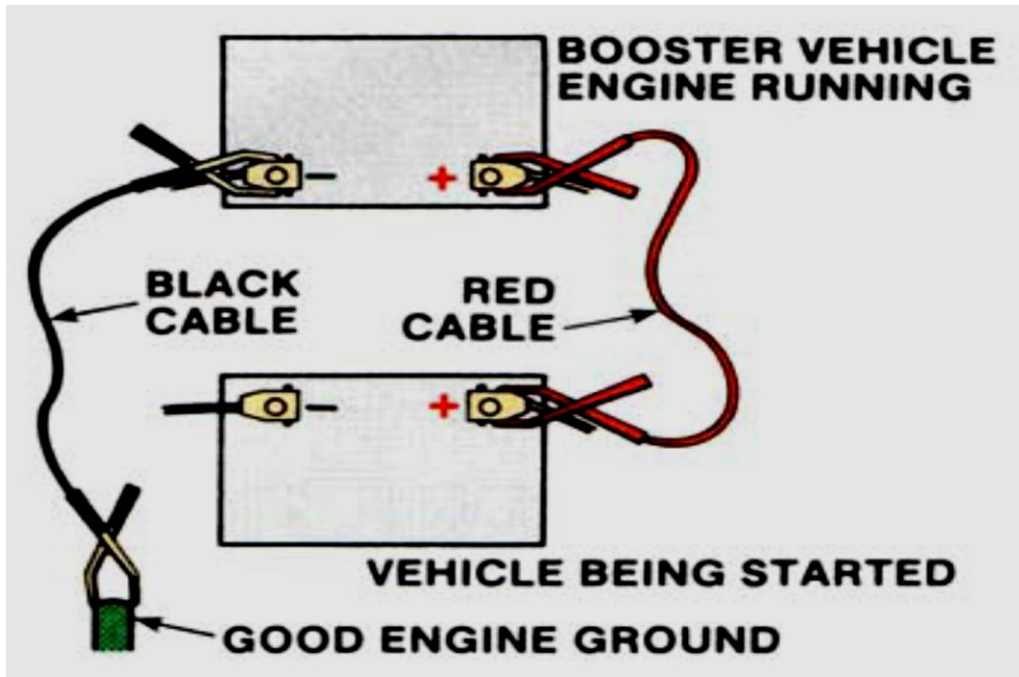 BOOSTER VEHICLE
ENGINE RUNNING
− +
BLACK
CABLE
RED
CABLE
− +
VEHICLE BEING STARTED
GOOD ENGINE GROUND